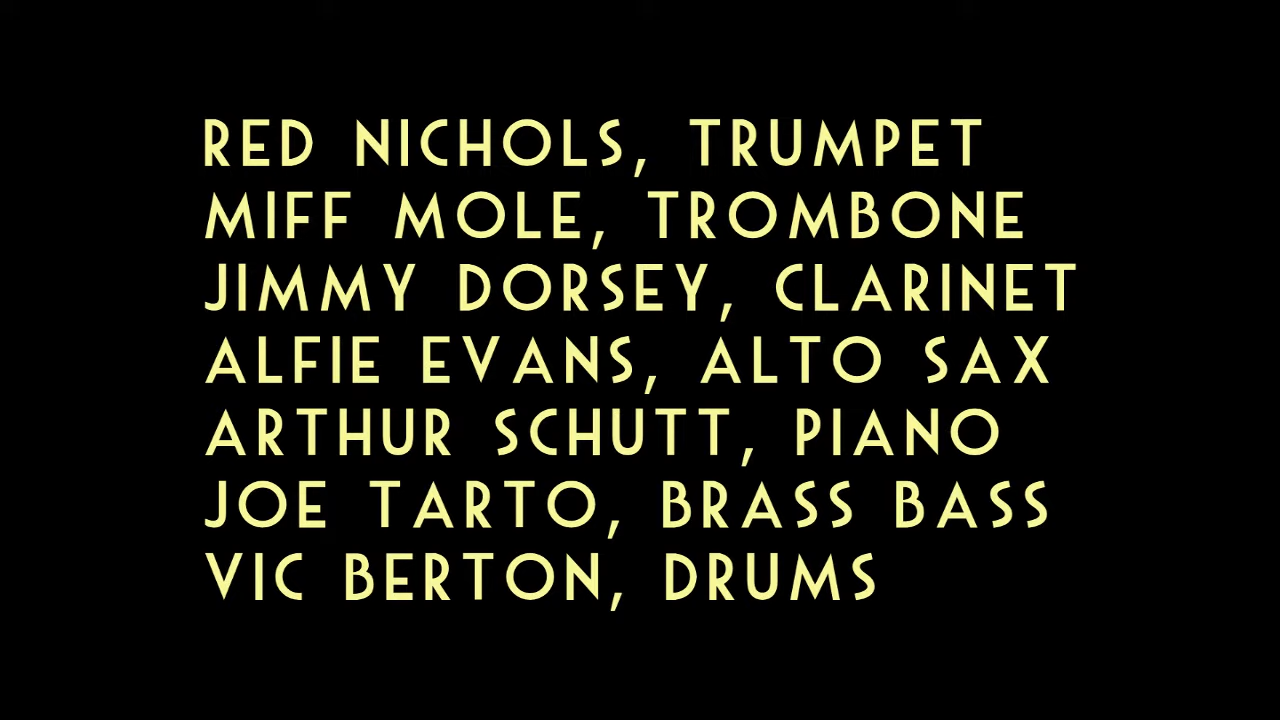 RED NICHOLS, TRUMPET
MIFF MOLE, TROMBONE
JIMMY DORSEY, CLARINET
ALFIE EVANS, ALTO SAX
ARTHUR SCHUTT, PIANO
JOE TARTO, BRASS BASS
VIC BERTON, DRUMS